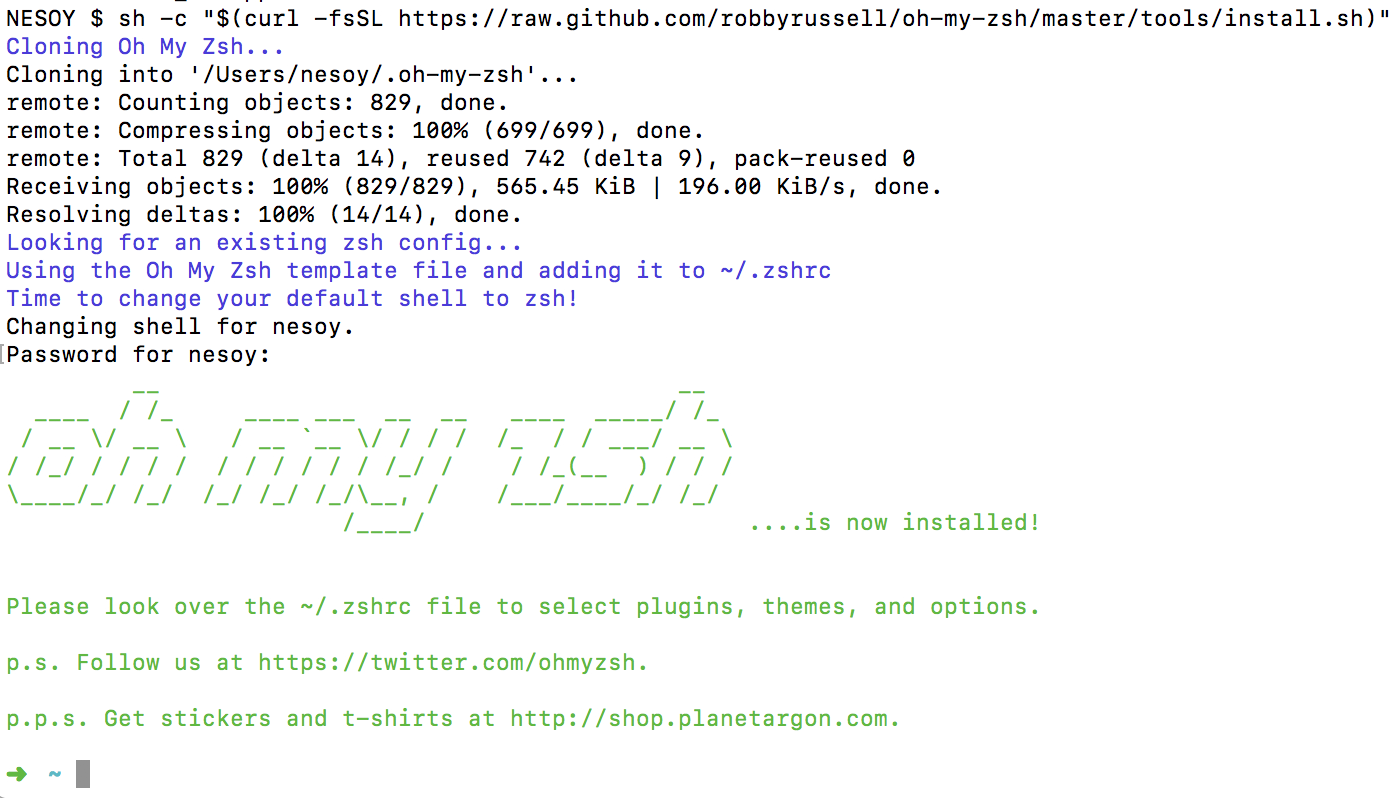 NESOY $ sh -c "$(curl -fsSL https://raw.github.com/robbyrussell/oh-my-zsh/master/tools/install.sh)"
Cloning Oh My Zsh...
Cloning into '/Users/nesoy/.oh-my-zsh'...
remote: Counting objects: 829, done.
remote: Compressing objects: 100% (699/699), done.
remote: Total 829 (delta 14), reused 742 (delta 9), pack-reused 0
Receiving objects: 100% (829/829), 565.45 KiB | 196.00 KiB/s, done.
Resolving deltas: 100% (14/14), done.
Looking for an existing zsh config...
Using the Oh My Zsh template file and adding it to ~/.zshrc
Time to change your default shell to zsh!
Changing shell for nesoy.
[Password for nesoy:
oh my zsh
....is now installed!
Please look over the ~/.zshrc file to select plugins, themes, and options.
p.s. Follow us at https://twitter.com/ohmyzsh.
p.p.s. Get stickers and t-shirts at http://shop.planetargon.com.
➜ ~